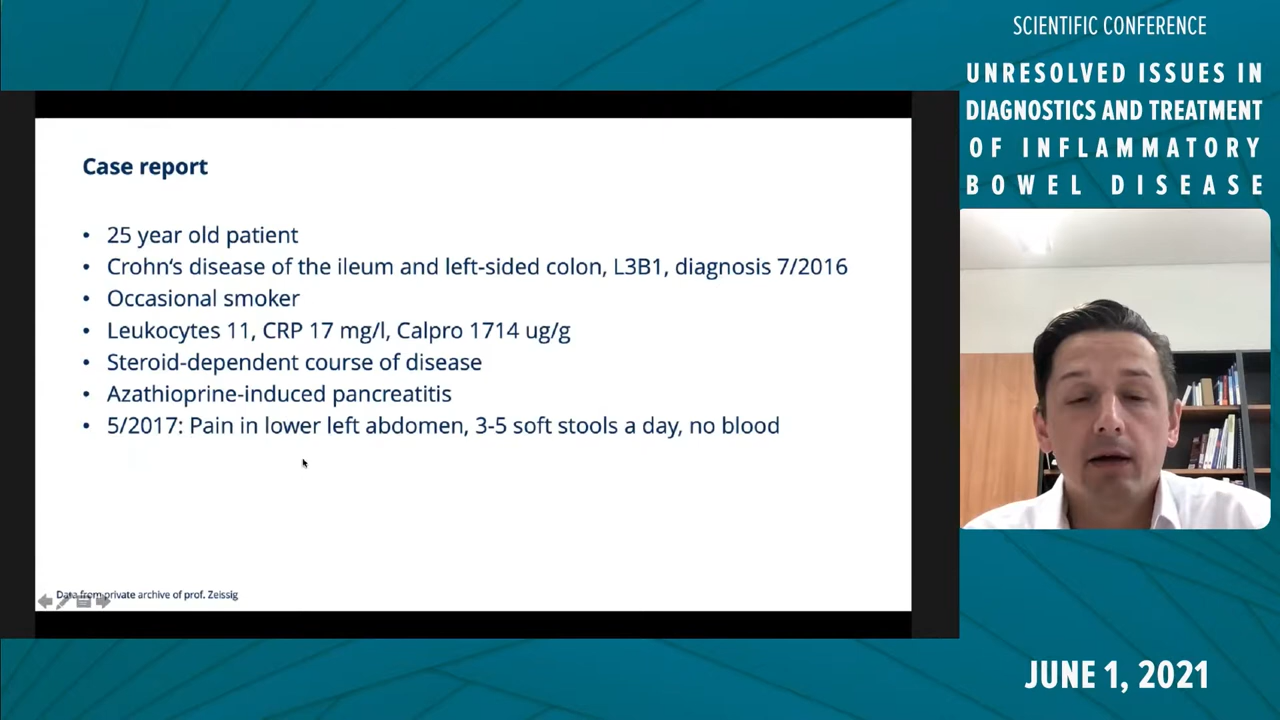 SCIENTIFIC CONFERENCE
UNRESOLVED ISSUES IN
DIAGNOSTICS AND TREATMENT
OF INFLAMMATORY
BOWEL DISEASE
Case report
• 25 year old patient
• Crohn‘s disease of the ileum and left-sided colon, L3B1, diagnosis 7/2016
• Occasional smoker
• Leukocytes 11, CRP 17 mg/l, Calpro 1714 ug/g
• Steroid-dependent course of disease
• Azathioprine-induced pancreatitis
• 5/2017: Pain in lower left abdomen, 3-5 soft stools a day, no blood
Data from private archive of prof. Zeissig
JUNE 1, 2021